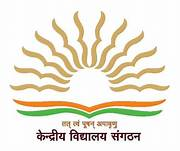 तत् त्वं पूषन् अपावृणु
केन्द्रीय विद्यालय संगठन